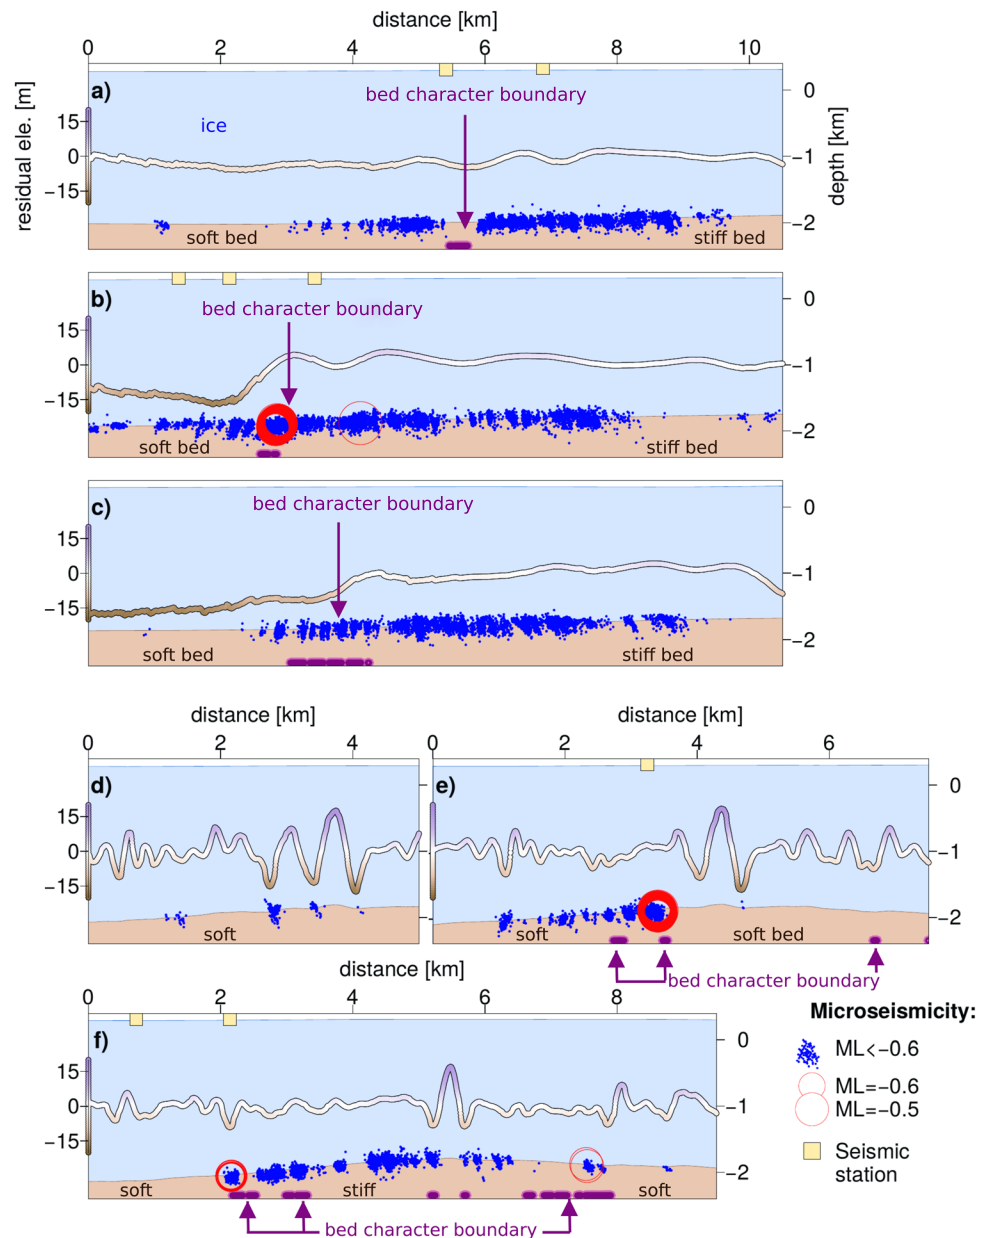 distance [km]
0 2 4 6 8 10
a)
bed character boundary
ice
residual ele. [m]
15
0
−15
0
−1
−2
depth [km]
soft bed
stiff bed
b)
bed character boundary
15
0
−15
0
−1
−2
soft bed
stiff bed
c)
bed character boundary
15
0
−15
0
−1
−2
soft bed
stiff bed
distance [km]
0 2 4
d)
15
0
−15
soft
distance [km]
0 2 4 6
e)
0
−1
−2
soft
soft bed
bed character boundary
distance [km]
0 2 4 6 8
f)
15
0
−15
0
−1
−2
soft
stiff
soft
bed character boundary
Microseismicity:
ML<−0.6
ML=−0.6
ML=−0.5
Seismic
station